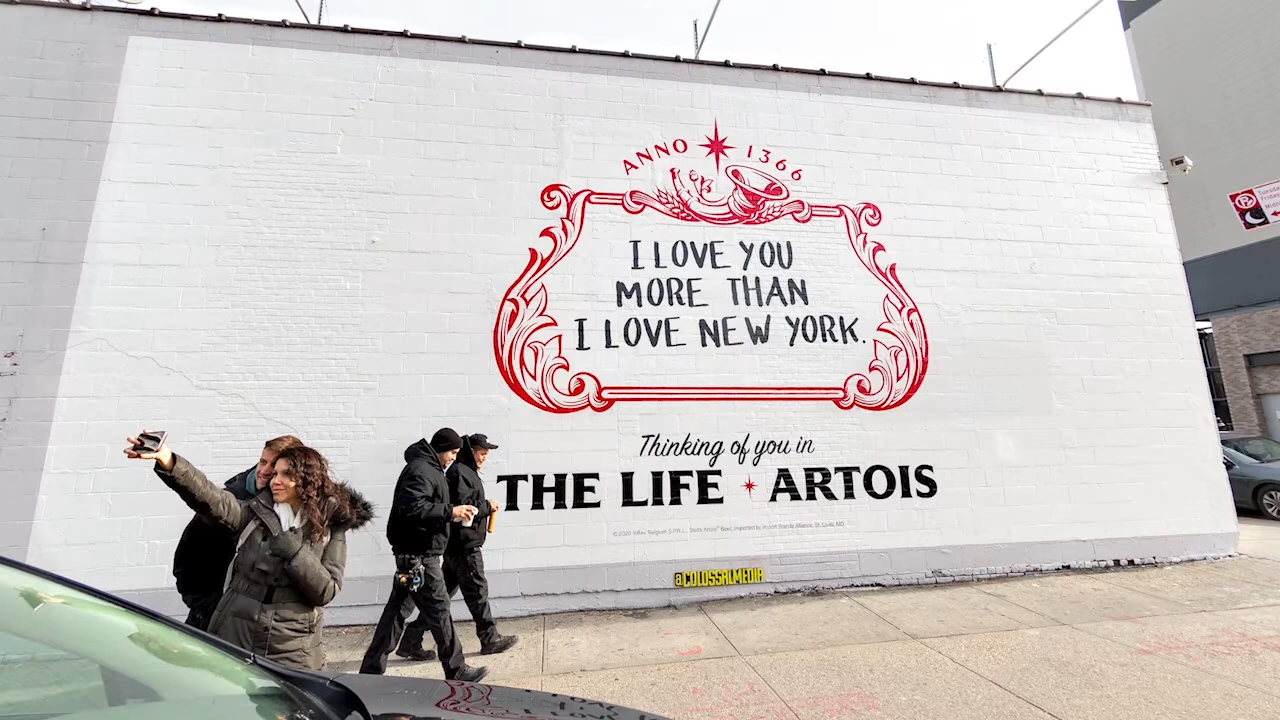 ANNO 1366
I LOVE YOU
MORE THAN
I LOVE NEW YORK.
Thinking of you in
THE LIFE ARTOIS
@COLOSSALMEDIA